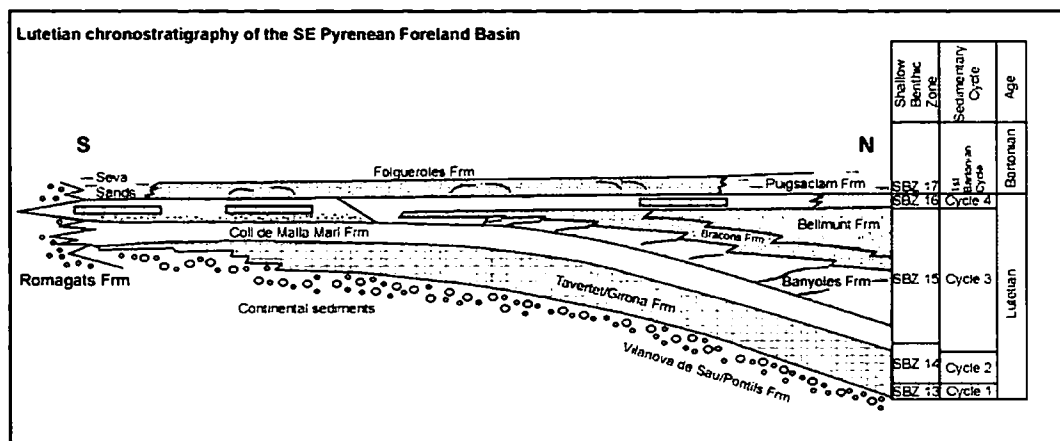 Lutetian chronostratigraphy of the SE Pyrenean Foreland Basin
Shallow
Benthic
Zone
Sedimentary
Cycle
Age
S
N
Seva
Sands
Folgueroles Frm
Puigsaclam Frm
SBZ 17
1st
Bartonian
Cycle
Bartonian
SBZ 16
Cycle 4
Coll de Malla Marl Frm
Bracons Frm
Bellmunt Frm
Romagats Frm
Banyoles Frm
SBZ 15
Cycle 3
Lutetian
Continental sediments
Tavertet/Girona Frm
Vilanova de Sau/Pontils Frm
SBZ 14
Cycle 2
SBZ 13
Cycle 1